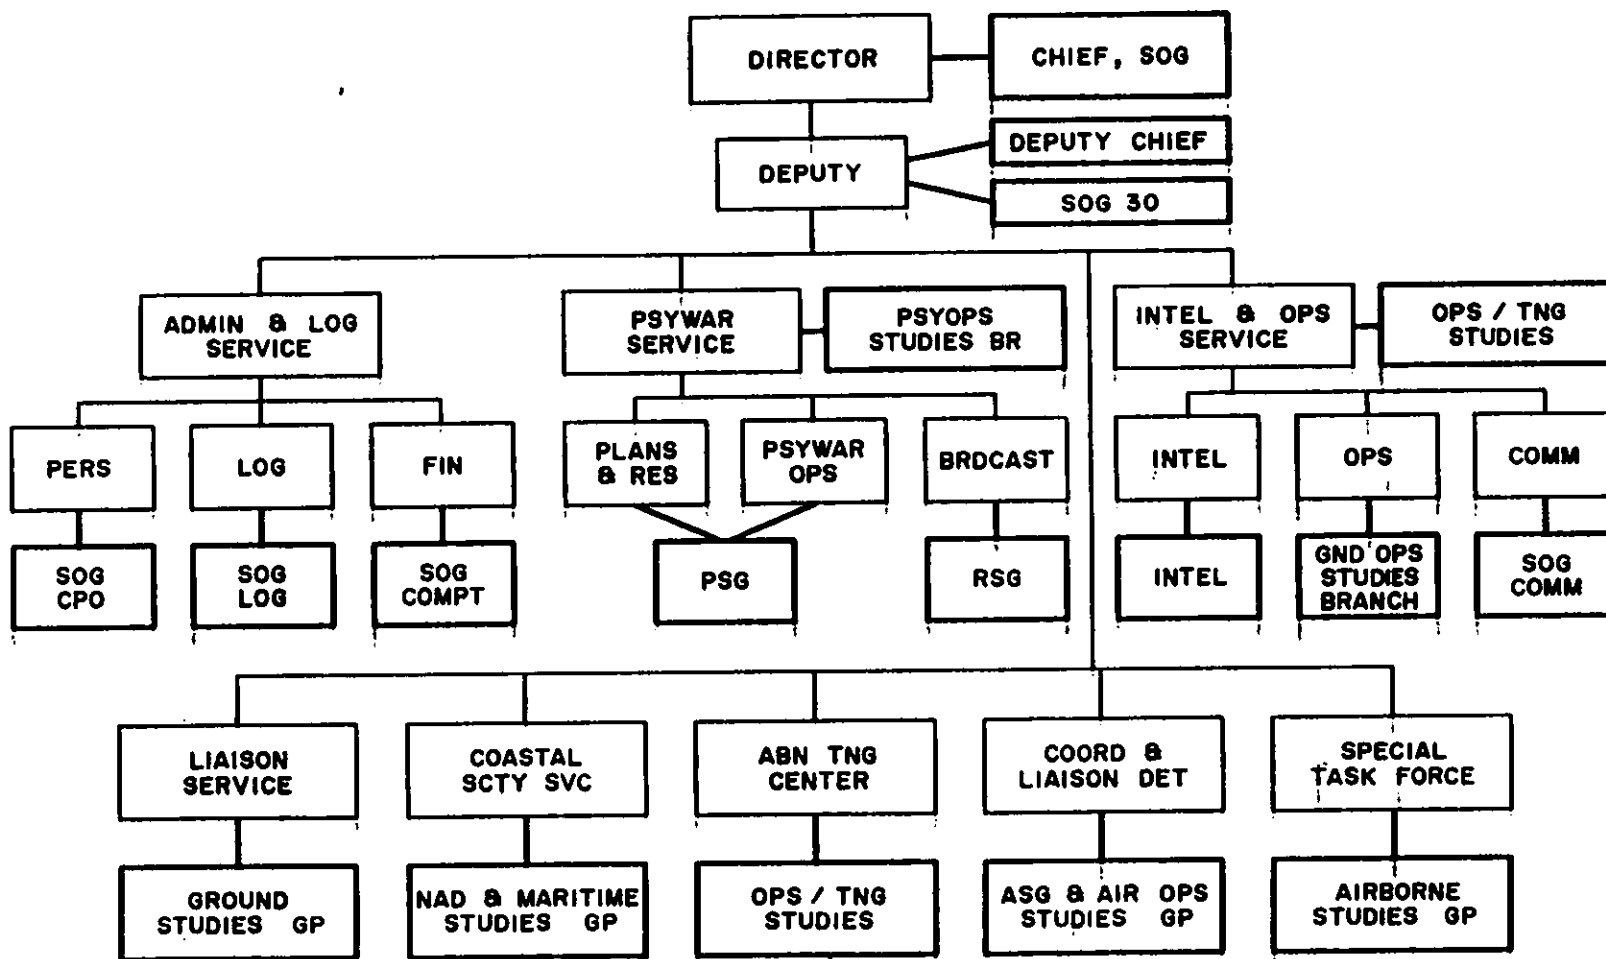 DIRECTOR
CHIEF, SOG
DEPUTY
DEPUTY CHIEF
SOG 30
ADMIN & LOG
SERVICE
PSYWAR
SERVICE
PSYOPS
STUDIES BR
INTEL & OPS
SERVICE
OPS / TNG
STUDIES
PERS
LOG
FIN
PLANS
& RES
PSYWAR
OPS
BRDCAST
INTEL
OPS
COMM
SOG
CPO
SOG
LOG
SOG
COMPT
PSG
RSG
INTEL
GND OPS
STUDIES
BRANCH
SOG
COMM
LIAISON
SERVICE
COASTAL
SCTY SVC
ABN TNG
CENTER
COORD &
LIAISON DET
SPECIAL
TASK FORCE
GROUND
STUDIES GP
NAD & MARITIME
STUDIES GP
OPS / TNG
STUDIES
ASG & AIR OPS
STUDIES GP
AIRBORNE
STUDIES GP